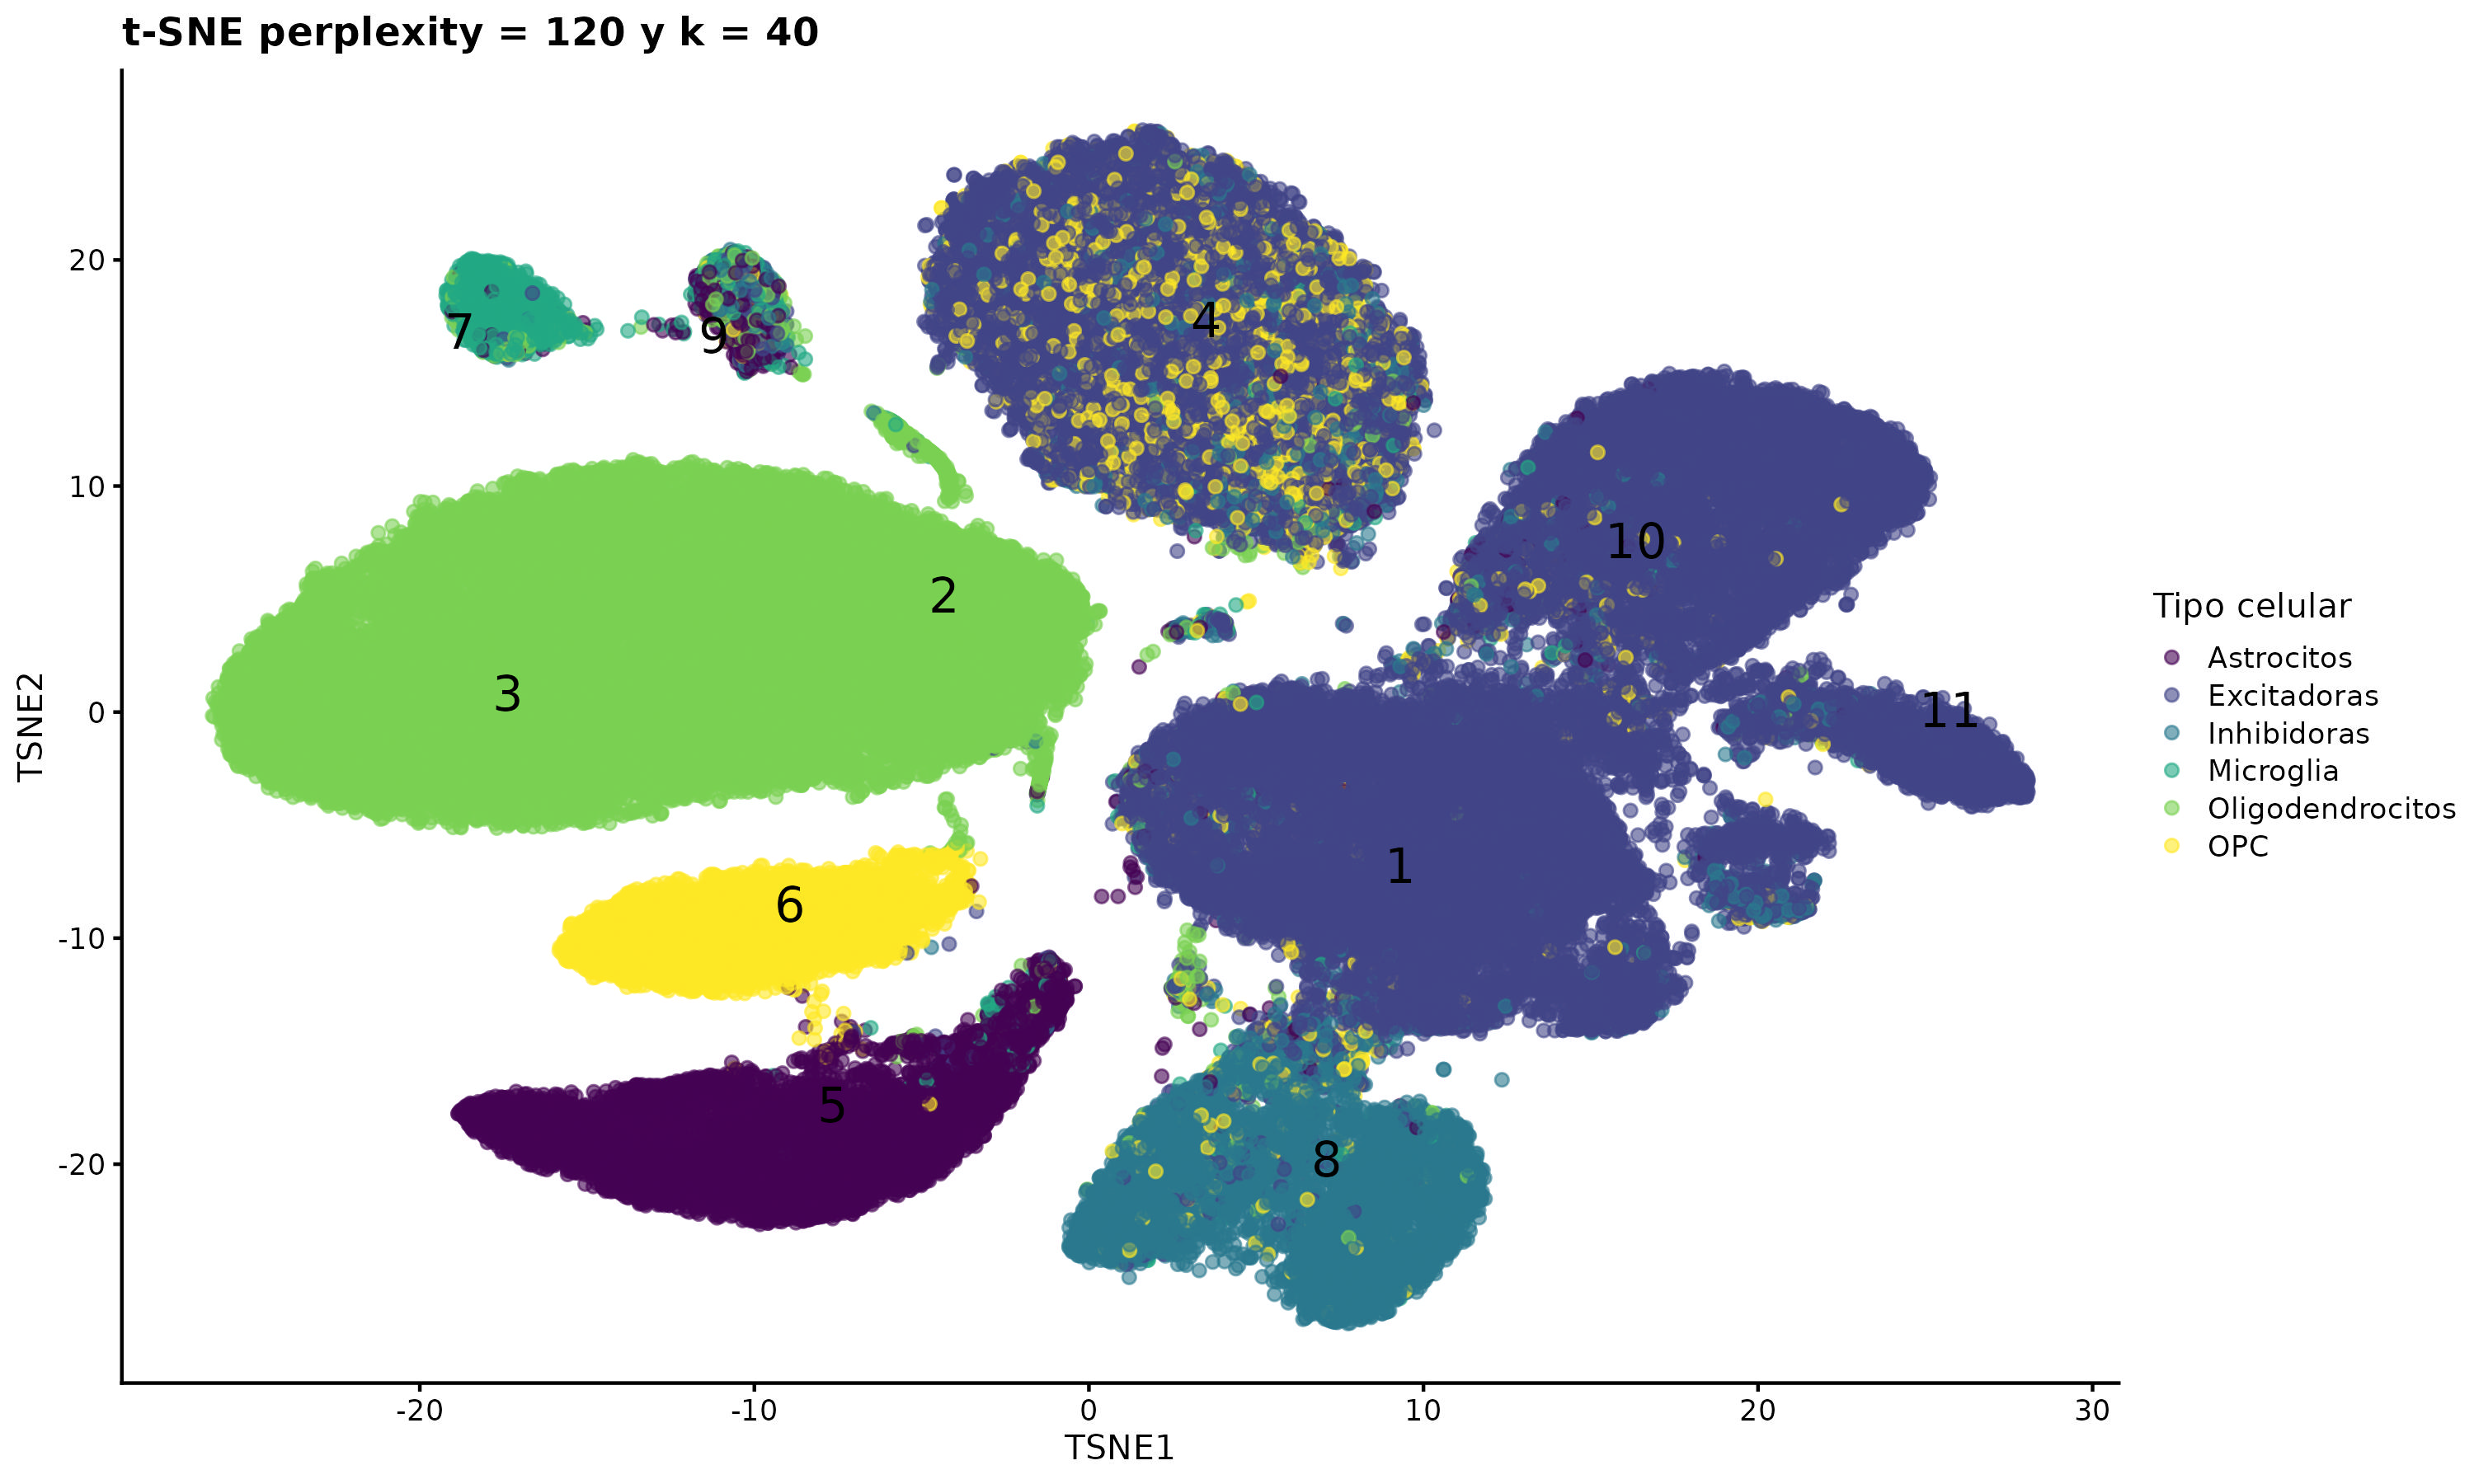 t-SNE perplexity = 120 y k = 40
TSNE2
20
10
0
-10
-20
-20
-10
0
10
20
30
TSNE1
7
9
4
2
3
10
11
1
6
5
8
Tipo celular
Astrocitos
Excitadoras
Inhibidoras
Microglia
Oligodendrocitos
OPC